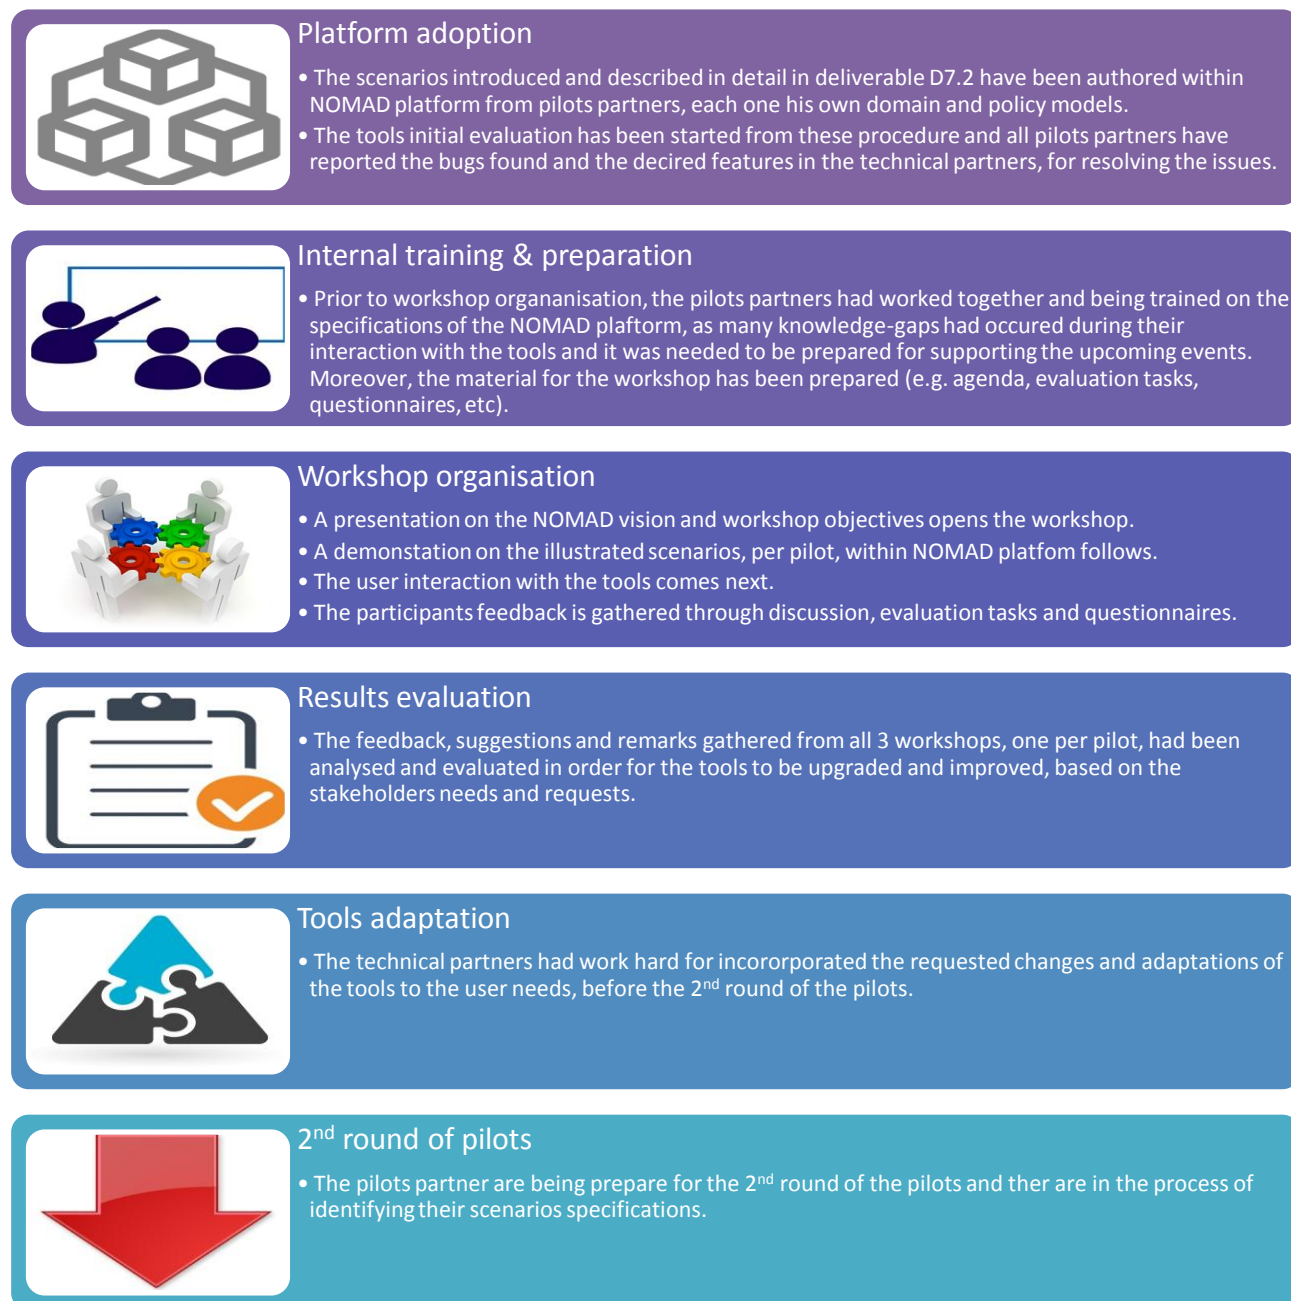 Platform adoption
• The scenarios introduced and described in detail in deliverable D7.2 have been authored within
NOMAD platform from pilots partners, each one his own domain and policy models.
• The tools initial evaluation has been started from these procedure and all pilots partners have
reported the bugs found and the decired features in the technical partners, for resolving the issues.
Internal training & preparation
• Prior to workshop organanisation, the pilots partners had worked together and being trained on the
specifications of the NOMAD plaftorm, as many knowledge-gaps had occured during their
interaction with the tools and it was needed to be prepared for supporting the upcoming events.
Moreover, the material for the workshop has been prepared (e.g. agenda, evaluation tasks,
questionnaires, etc).
Workshop organisation
• A presentation on the NOMAD vision and workshop objectives opens the workshop.
• A demonstation on the illustrated scenarios, per pilot, within NOMAD platfom follows.
• The user interaction with the tools comes next.
• The participants feedback is gathered through discussion, evaluation tasks and questionnaires.
Results evaluation
• The feedback, suggestions and remarks gathered from all 3 workshops, one per pilot, had been
analysed and evaluated in order for the tools to be upgraded and improved, based on the
stakeholders needs and requests.
Tools adaptation
• The technical partners had work hard for incororporated the requested changes and adaptations of
the tools to the user needs, before the 2nd round of the pilots.
2nd round of pilots
• The pilots partner are being prepare for the 2nd round of the pilots and ther are in the process of
identifying their scenarios specifications.